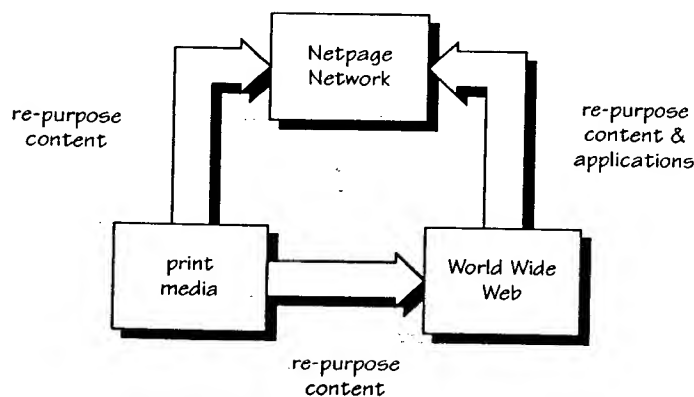 Netpage
Network
re-purpose
content
re-purpose
content &
applications
print
media
World Wide
Web
re-purpose
content